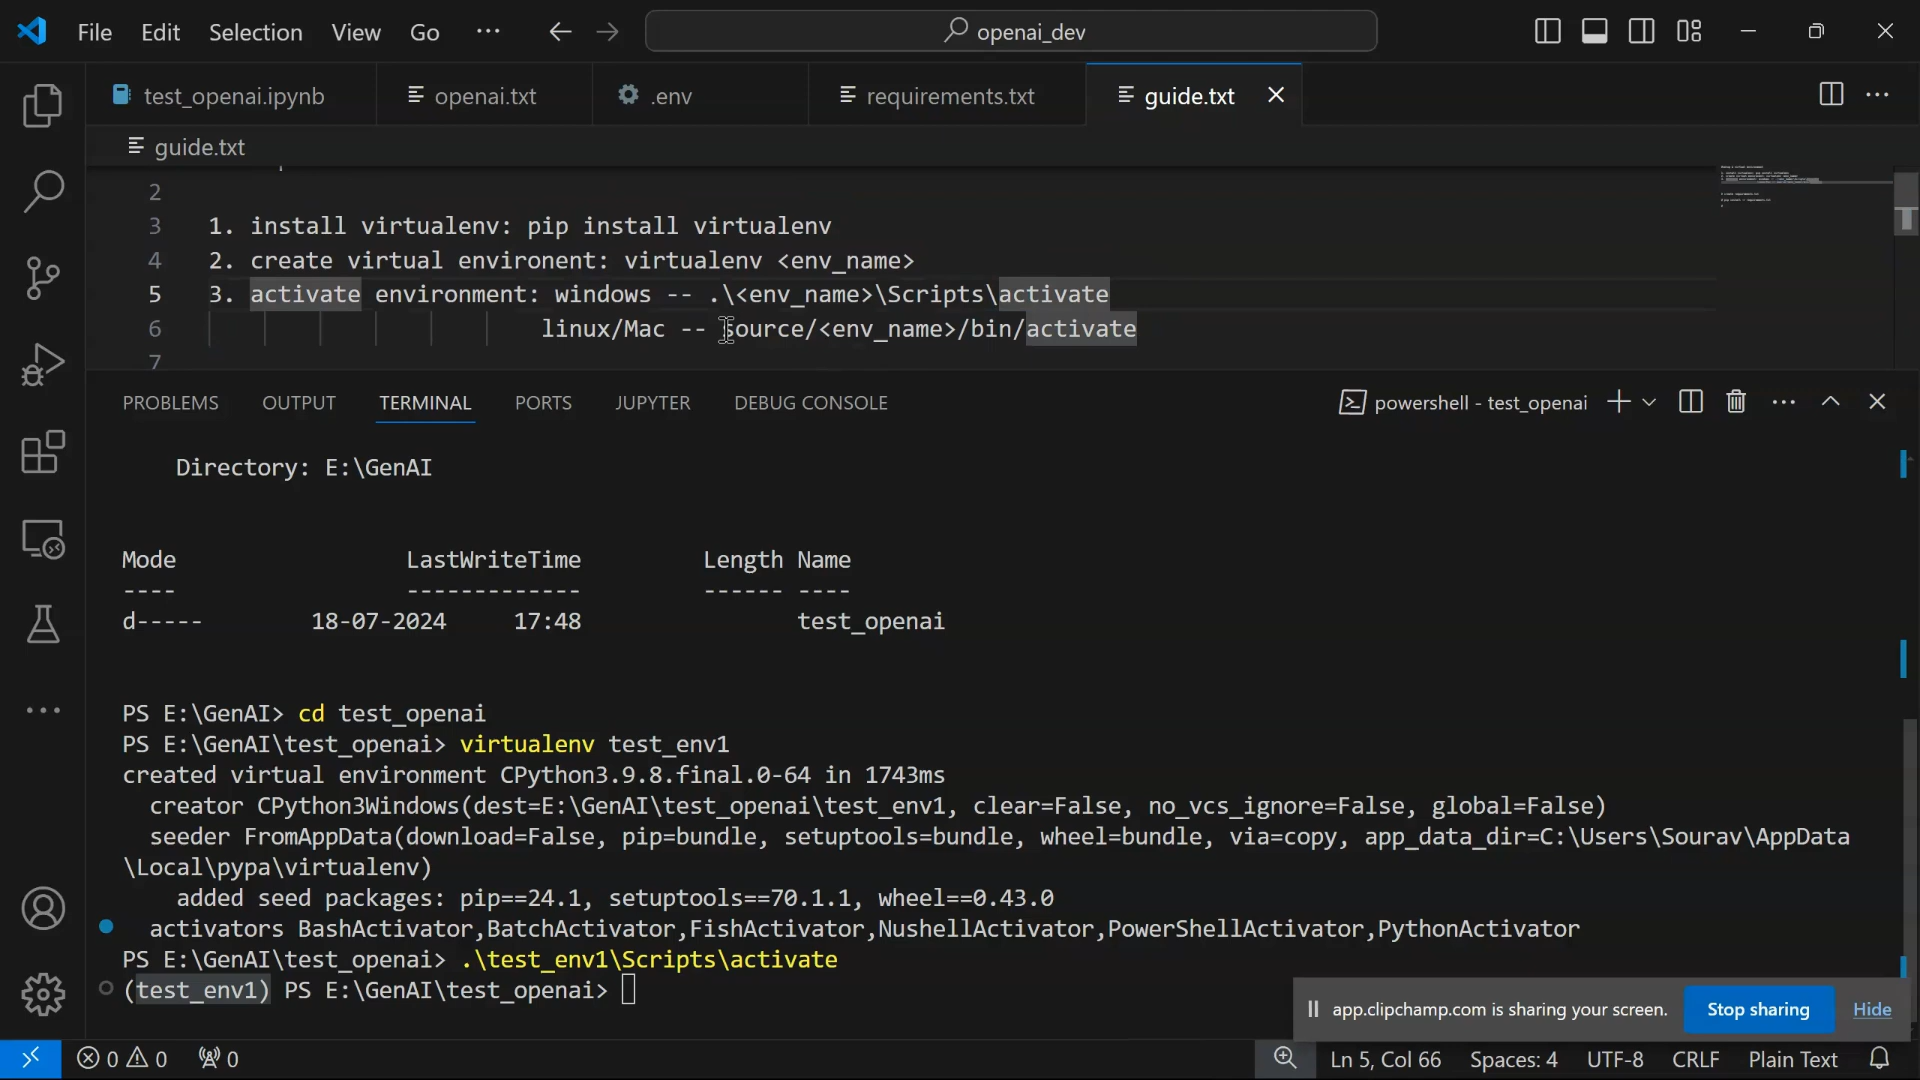 File Edit Selection View Go ··· openai_dev
test_openai.ipynb openai.txt .env requirements.txt guide.txt
guide.txt
2
3 1. install virtualenv: pip install virtualenv
4 2. create virtual environent: virtualenv <env_name>
5 3. activate environment: windows -- .\<env_name>\Scripts\activate
6 linux/Mac -- source/<env_name>/bin/activate
7
PROBLEMS OUTPUT TERMINAL PORTS JUPYTER DEBUG CONSOLE powershell - test_openai
Directory: E:\GenAI
Mode LastWriteTime Length Name
---- ------------- ------ ----
d----- 18-07-2024 17:48 test_openai
PS E:\GenAI> cd test_openai
PS E:\GenAI\test_openai> virtualenv test_env1
created virtual environment CPython3.9.8.final.0-64 in 1743ms
creator CPython3Windows(dest=E:\GenAI\test_openai\test_env1, clear=False, no_vcs_ignore=False, global=False)
seeder FromAppData(download=False, pip=bundle, setuptools=bundle, wheel=bundle, via=copy, app_data_dir=C:\Users\Sourav\AppData
\Local\pypa\virtualenv)
added seed packages: pip==24.1, setuptools==70.1.1, wheel==0.43.0
activators BashActivator,BatchActivator,FishActivator,NushellActivator,PowerShellActivator,PythonActivator
PS E:\GenAI\test_openai> .\test_env1\Scripts\activate
(test_env1) PS E:\GenAI\test_openai>
app.clipchamp.com is sharing your screen. Stop sharing Hide
0 0 0 Ln 5, Col 66 Spaces: 4 UTF-8 CRLF Plain Text